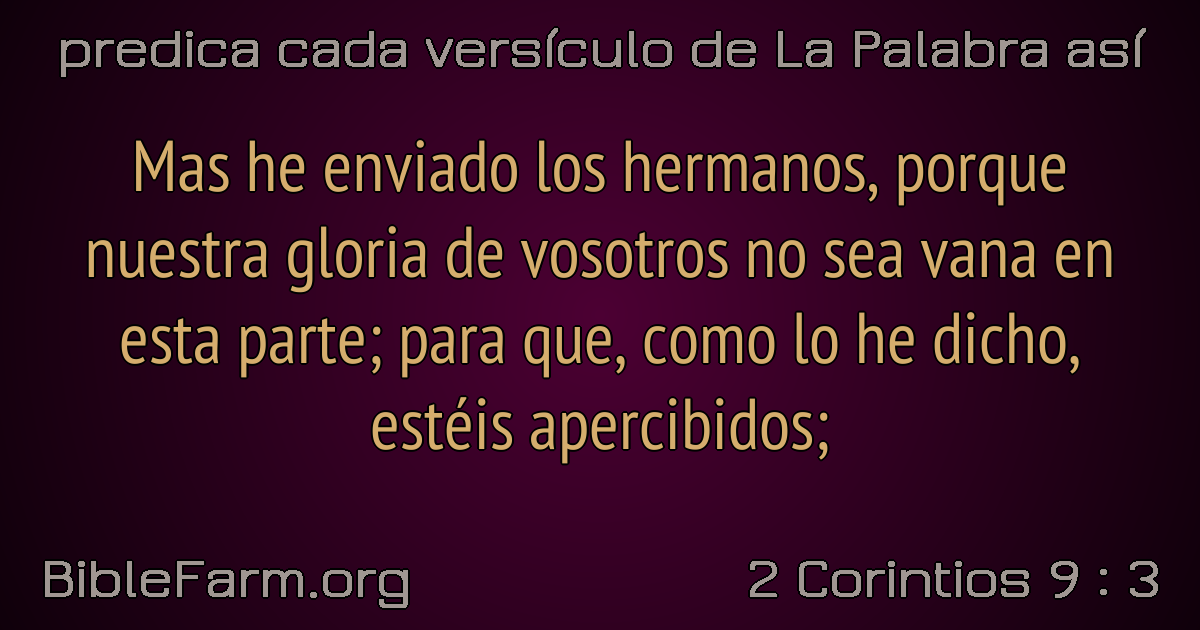 predica cada versículo de La Palabra así
Mas he enviado los hermanos, porque
nuestra gloria de vosotros no sea vana en
esta parte; para que, como lo he dicho,
estéis apercibidos;
BibleFarm.org
2 Corintios 9 : 3